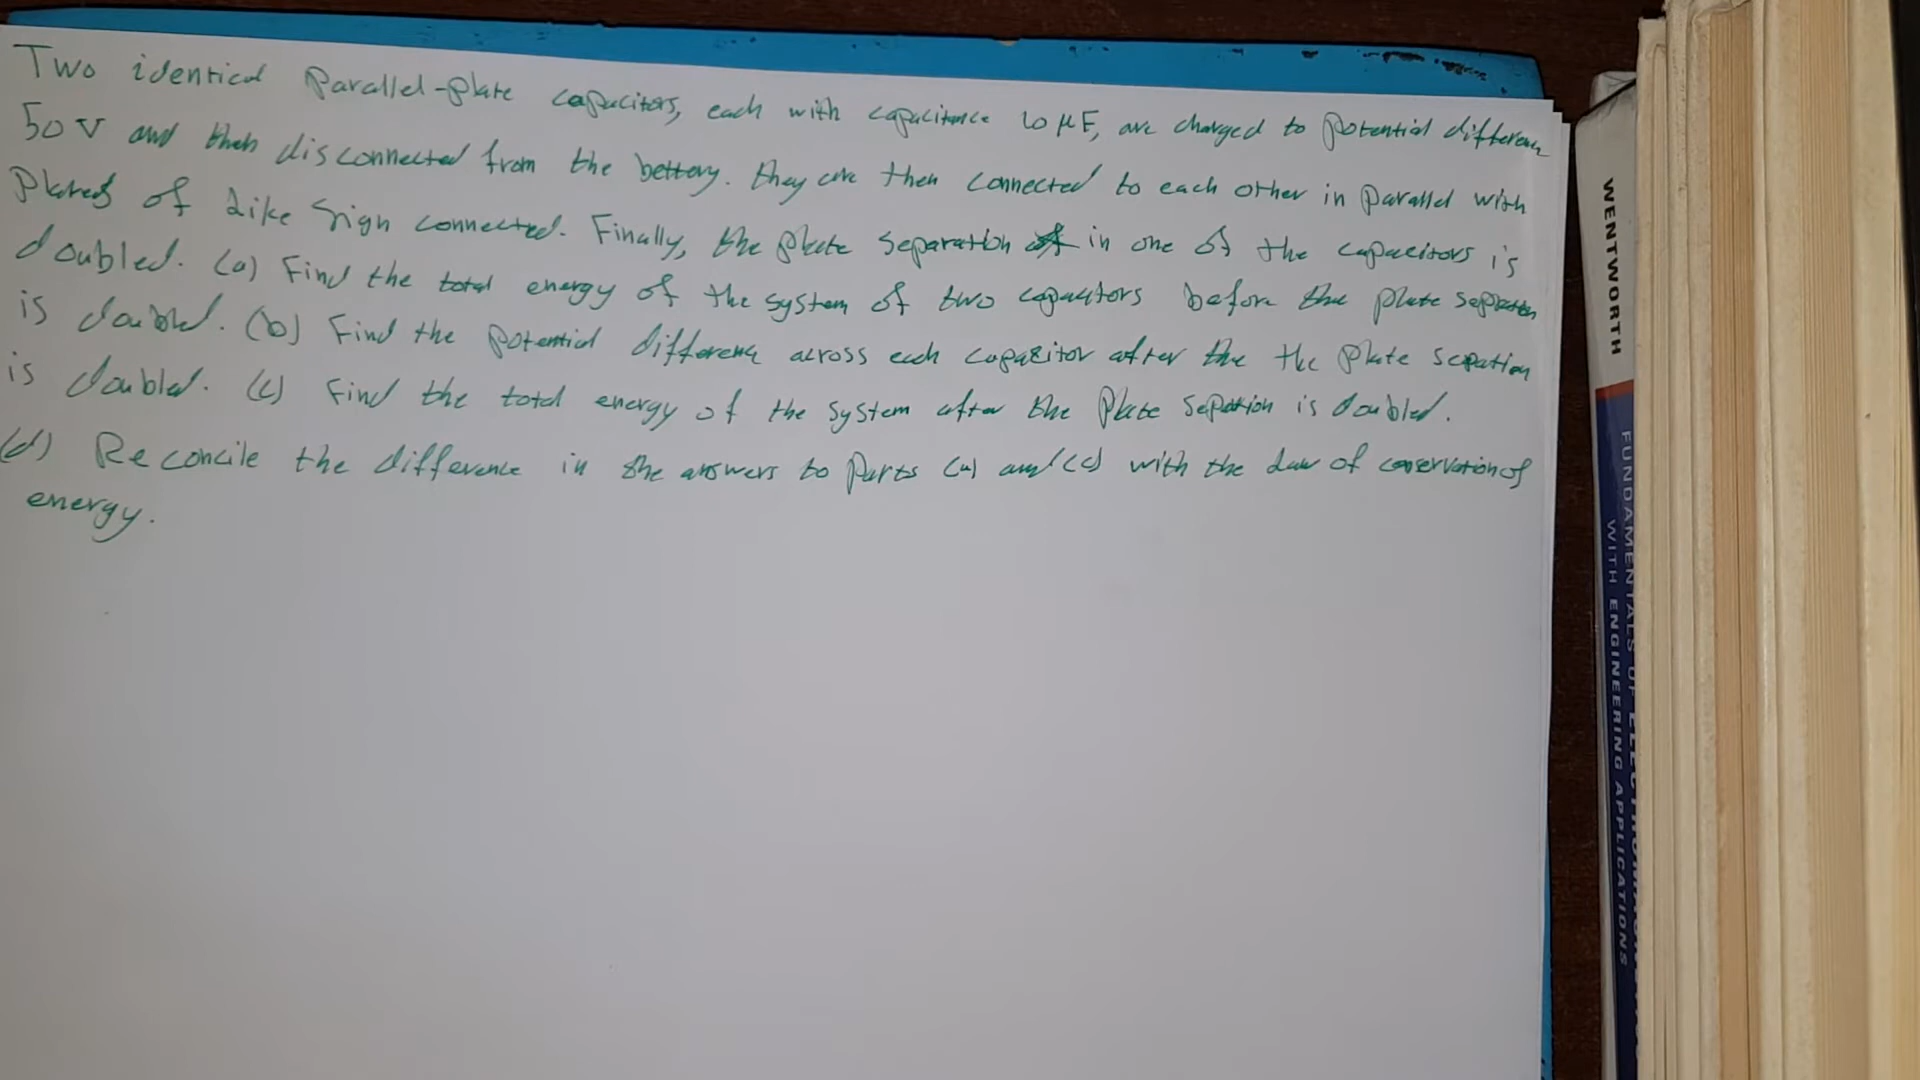 Two identical Parallel-plate capacitors, each with capacitance 10 μF, are charged to potential difference
50 V and then disconnected from the bettery. they are then connected to each other in parallel with
Plates of Like Sign connected. Finally, the plate separation in one of the capacitors is
doubled. (a) Find the total energy of the system of two capacitors before the plate sepration
is doubled. (b) Find the potential difference across each capacitor after the the plate sepation
is doubled. (c) Find the total energy of the system after the Plate Sepation is doubled.
(d) Reconcile the difference in the answers to Parts (a) and (c) with the Law of conservation of
energy.
WENTWORTH
FUNDAMENTALS OF ELECTROMAGNETICS
WITH ENGINEERING APPLICATIONS